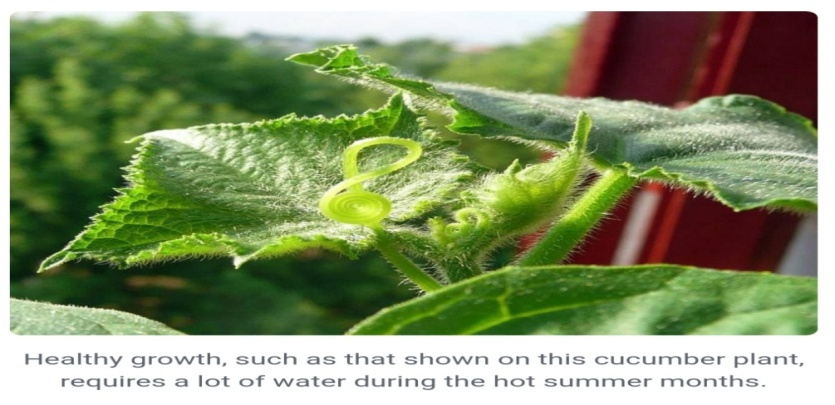 Healthy growth, such as that shown on this cucumber plant,
requires a lot of water during the hot summer months.